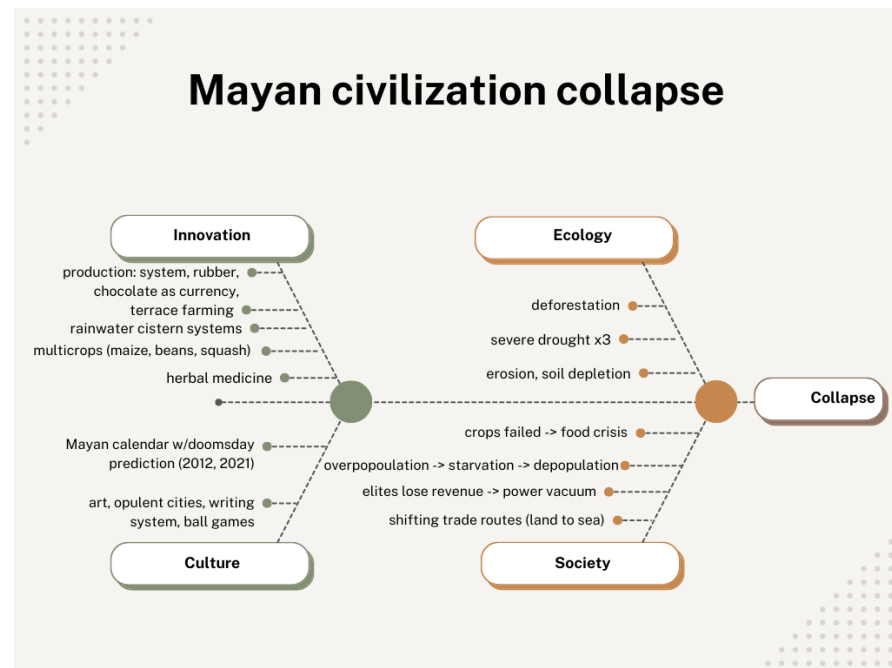 Mayan civilization collapse
Innovation
production: system, rubber,
chocolate as currency,
terrace farming
rainwater cistern systems
multicrops (maize, beans, squash)
herbal medicine
Ecology
deforestation
severe drought x3
erosion, soil depletion
Collapse
Mayan calendar w/doomsday
prediction (2012, 2021)
art, opulent cities, writing
system, ball games
Culture
crops failed -> food crisis
overpopoulation -> starvation -> depopulation
elites lose revenue -> power vacuum
shifting trade routes (land to sea)
Society